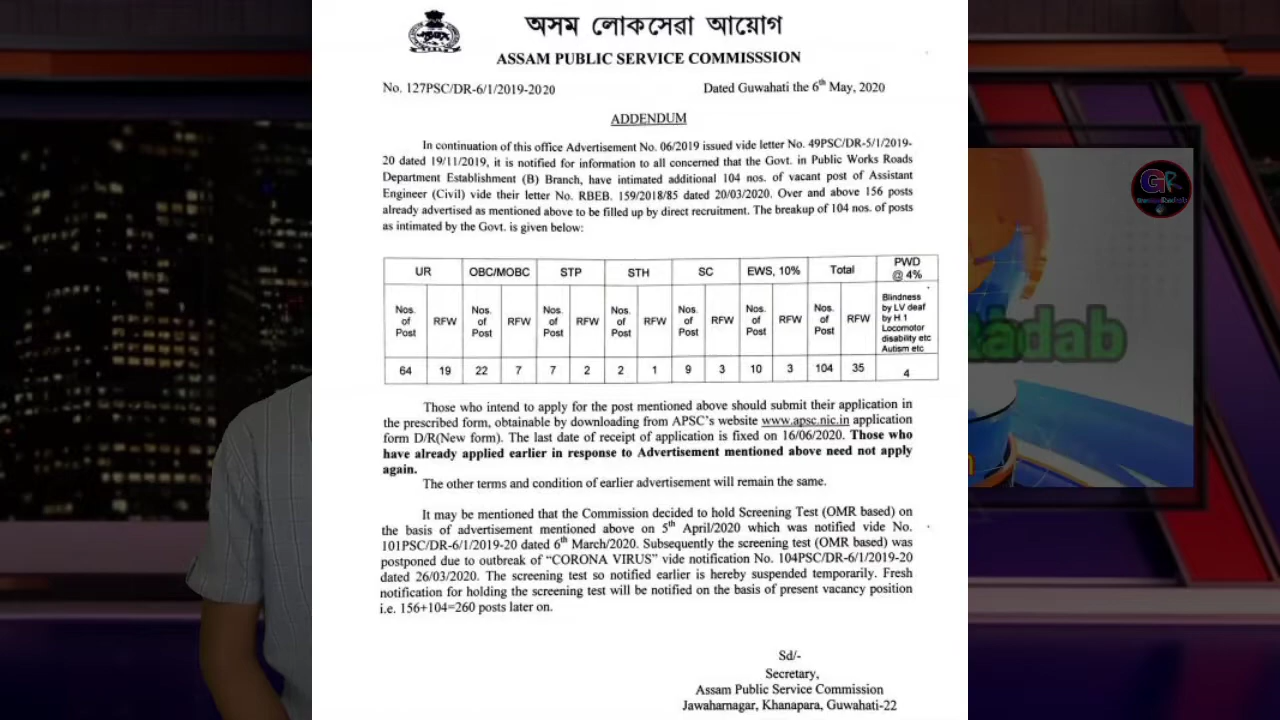 অসম লোকসেৱা আয়োগ
ASSAM PUBLIC SERVICE COMMISSSION
No. 127PSC/DR-6/1/2019-2020 Dated Guwahati the 6th May, 2020
ADDENDUM
In continuation of this office Advertisement No. 06/2019 issued vide letter No. 49PSC/DR-5/1/2019-
20 dated 19/11/2019, it is notified for information to all concerned that the Govt. in Public Works Roads
Department Establishment (B) Branch, have intimated additional 104 nos. of vacant post of Assistant
Engineer (Civil) vide their letter No. RBEB. 159/2018/85 dated 20/03/2020. Over and above 156 posts
already advertised as mentioned above to be filled up by direct recruitment. The breakup of 104 nos. of posts
as intimated by the Govt. is given below:
UR OBC/MOBC STP STH SC EWS, 10% Total PWD
@ 4%
Nos. of Post RFW Nos. of Post RFW Nos. of Post RFW Nos. of Post RFW Nos. of Post RFW Nos. of Post RFW Nos. of Post RFW
Blindness
by LV deaf
by H.1
Locomotor
disability etc
Autism etc
64 19 22 7 7 2 2 1 9 3 10 3 104 35 4
Those who intend to apply for the post mentioned above should submit their application in
the prescribed form, obtainable by downloading from APSC's website www.apsc.nic.in application
form D/R(New form). The last date of receipt of application is fixed on 16/06/2020. Those who
have already applied earlier in response to Advertisement mentioned above need not apply
again.
The other terms and condition of earlier advertisement will remain the same.
It may be mentioned that the Commission decided to hold Screening Test (OMR based) on
the basis of advertisement mentioned above on 5th April/2020 which was notified vide No.
101PSC/DR-6/1/2019-20 dated 6th March/2020. Subsequently the screening test (OMR based) was
postponed due to outbreak of “CORONA VIRUS” vide notification No. 104PSC/DR-6/1/2019-20
dated 26/03/2020. The screening test so notified earlier is hereby suspended temporarily. Fresh
notification for holding the screening test will be notified on the basis of present vacancy position
i.e. 156+104=260 posts later on.
Sd/-
Secretary,
Assam Public Service Commission
Jawaharnagar, Khanapara, Guwahati-22
GR